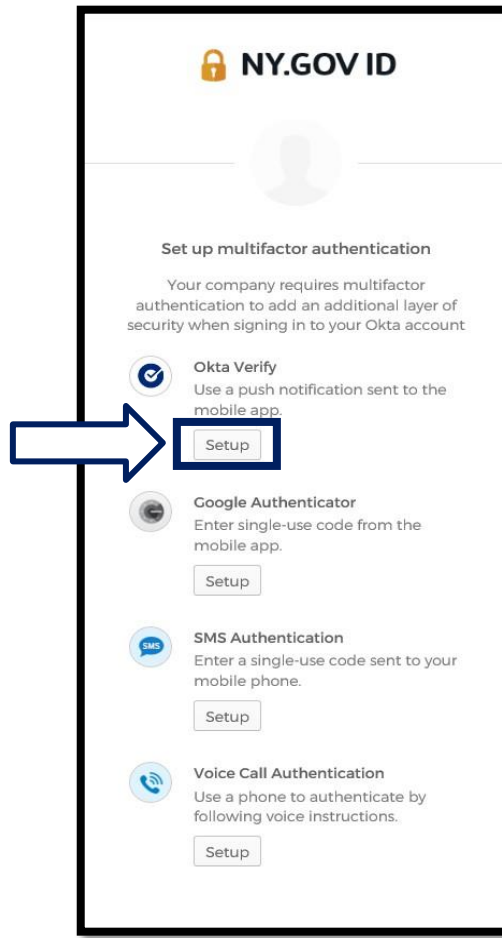 NY.GOV ID
Set up multifactor authentication
Your company requires multifactor
authentication to add an additional layer of
security when signing in to your Okta account
Okta Verify
Use a push notification sent to the
mobile app.
Setup
Google Authenticator
Enter single-use code from the
mobile app.
Setup
SMS
SMS Authentication
Enter a single-use code sent to your
mobile phone.
Setup
Voice Call Authentication
Use a phone to authenticate by
following voice instructions.
Setup